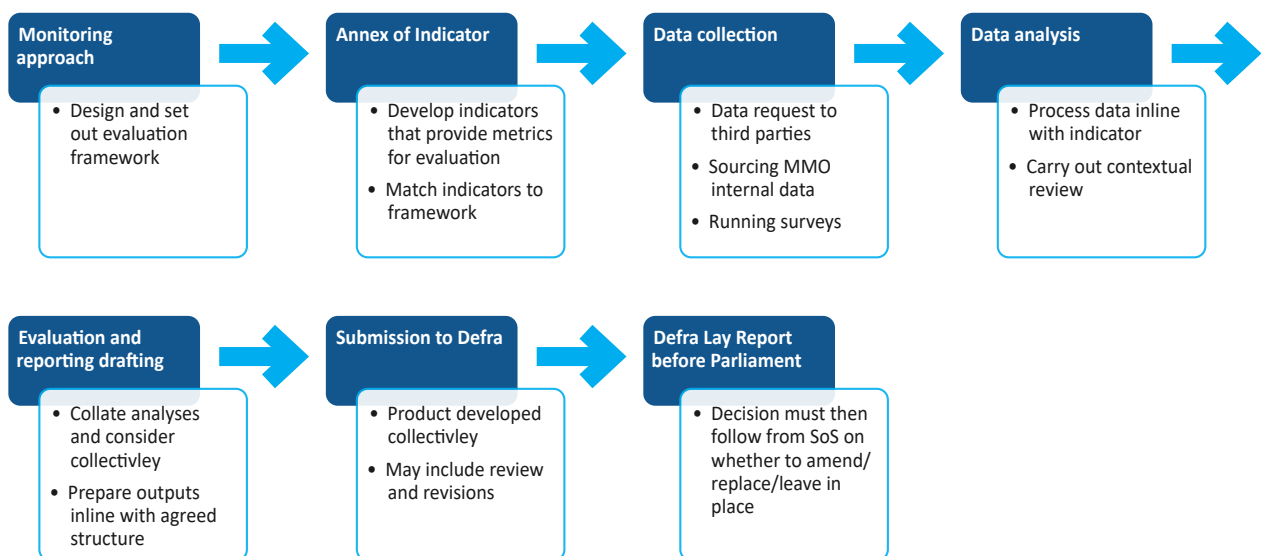 Monitoring
approach
• Design and set
out evaluation
framework
Annex of Indicator
• Develop indicators
that provide metrics
for evaluation
• Match indicators to
framework
Data collection
• Data request to
third parties
• Sourcing MMO
internal data
• Running surveys
Data analysis
• Process data inline
with indicator
• Carry out contextual
review
Evaluation and
reporting drafting
• Collate analyses
and consider
collectivley
• Prepare outputs
inline with agreed
structure
Submission to Defra
• Product developed
collectivley
• May include review
and revisions
Defra Lay Report
before Parliament
• Decision must then
follow from SoS on
whether to amend/
replace/leave in
place